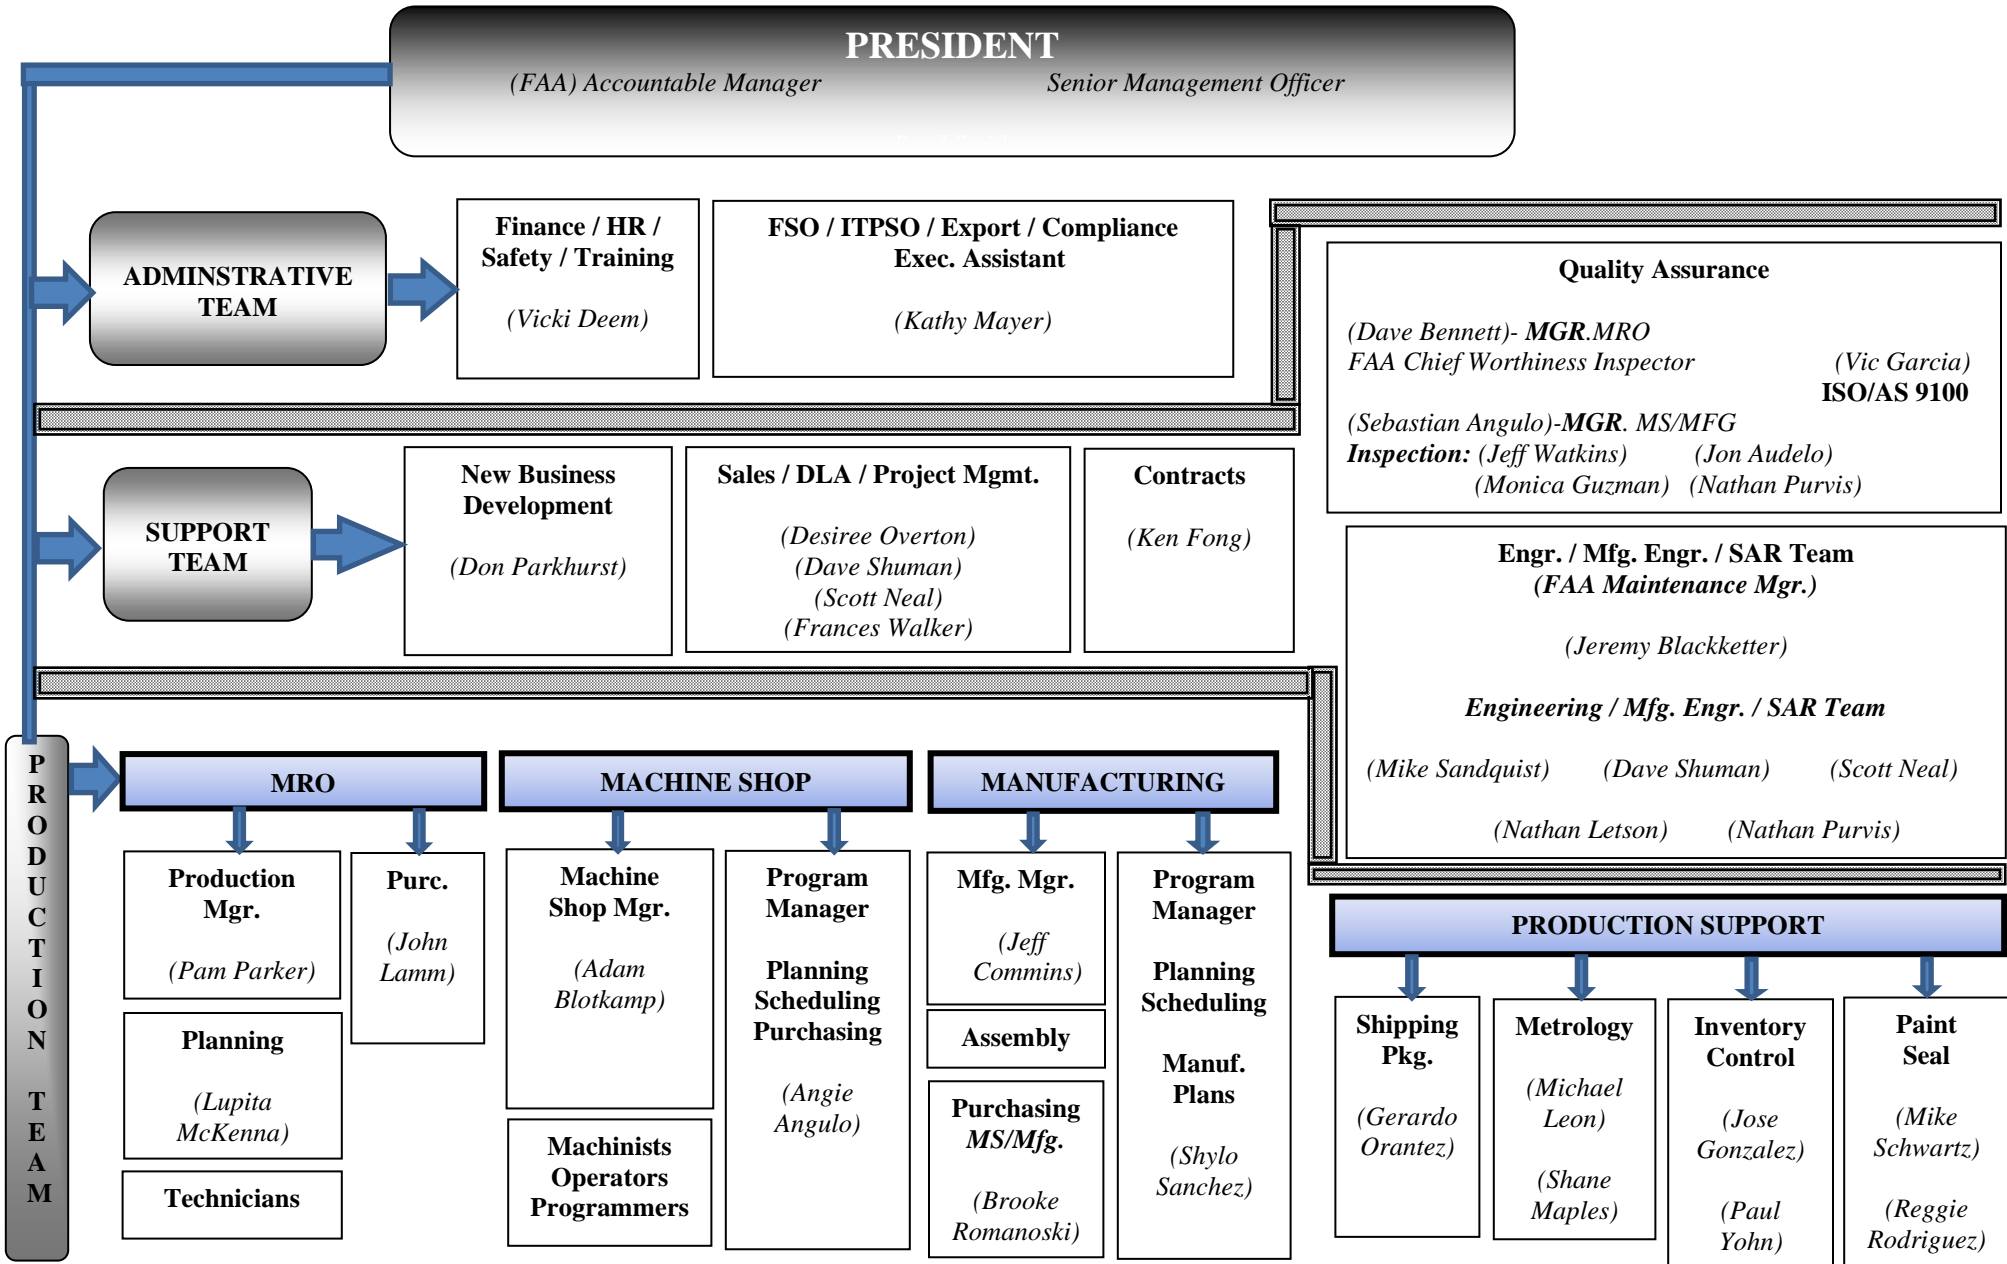 PRESIDENT
(FAA) Accountable Manager Senior Management Officer
ADMINSTRATIVE
TEAM
Finance / HR /
Safety / Training
(Vicki Deem)
FSO / ITPSO / Export / Compliance
Exec. Assistant
(Kathy Mayer)
Quality Assurance
(Dave Bennett)- MGR.MRO
FAA Chief Worthiness Inspector (Vic Garcia)
ISO/AS 9100
(Sebastian Angulo)-MGR. MS/MFG
Inspection: (Jeff Watkins) (Jon Audelo)
(Monica Guzman) (Nathan Purvis)
SUPPORT
TEAM
New Business
Development
(Don Parkhurst)
Sales / DLA / Project Mgmt.
(Desiree Overton)
(Dave Shuman)
(Scott Neal)
(Frances Walker)
Contracts
(Ken Fong)
Engr. / Mfg. Engr. / SAR Team
(FAA Maintenance Mgr.)
(Jeremy Blackketter)
Engineering / Mfg. Engr. / SAR Team
(Mike Sandquist) (Dave Shuman) (Scott Neal)
(Nathan Letson) (Nathan Purvis)
PRODUCTION TEAM
MRO
Production
Mgr.
(Pam Parker)
Planning
(Lupita
McKenna)
Technicians
Purc.
(John
Lamm)
MACHINE SHOP
Machine
Shop Mgr.
(Adam
Blotkamp)
Machinists
Operators
Programmers
Program
Manager
Planning
Scheduling
Purchasing
(Angie
Angulo)
MANUFACTURING
Mfg. Mgr.
(Jeff
Commins)
Assembly
Purchasing
MS/Mfg.
(Brooke
Romanoski)
Program
Manager
Planning
Scheduling
Manuf.
Plans
(Shylo
Sanchez)
PRODUCTION SUPPORT
Shipping
Pkg.
(Gerardo
Orantez)
Metrology
(Michael
Leon)
(Shane
Maples)
Inventory
Control
(Jose
Gonzalez)
(Paul
Yohn)
Paint
Seal
(Mike
Schwartz)
(Reggie
Rodriguez)